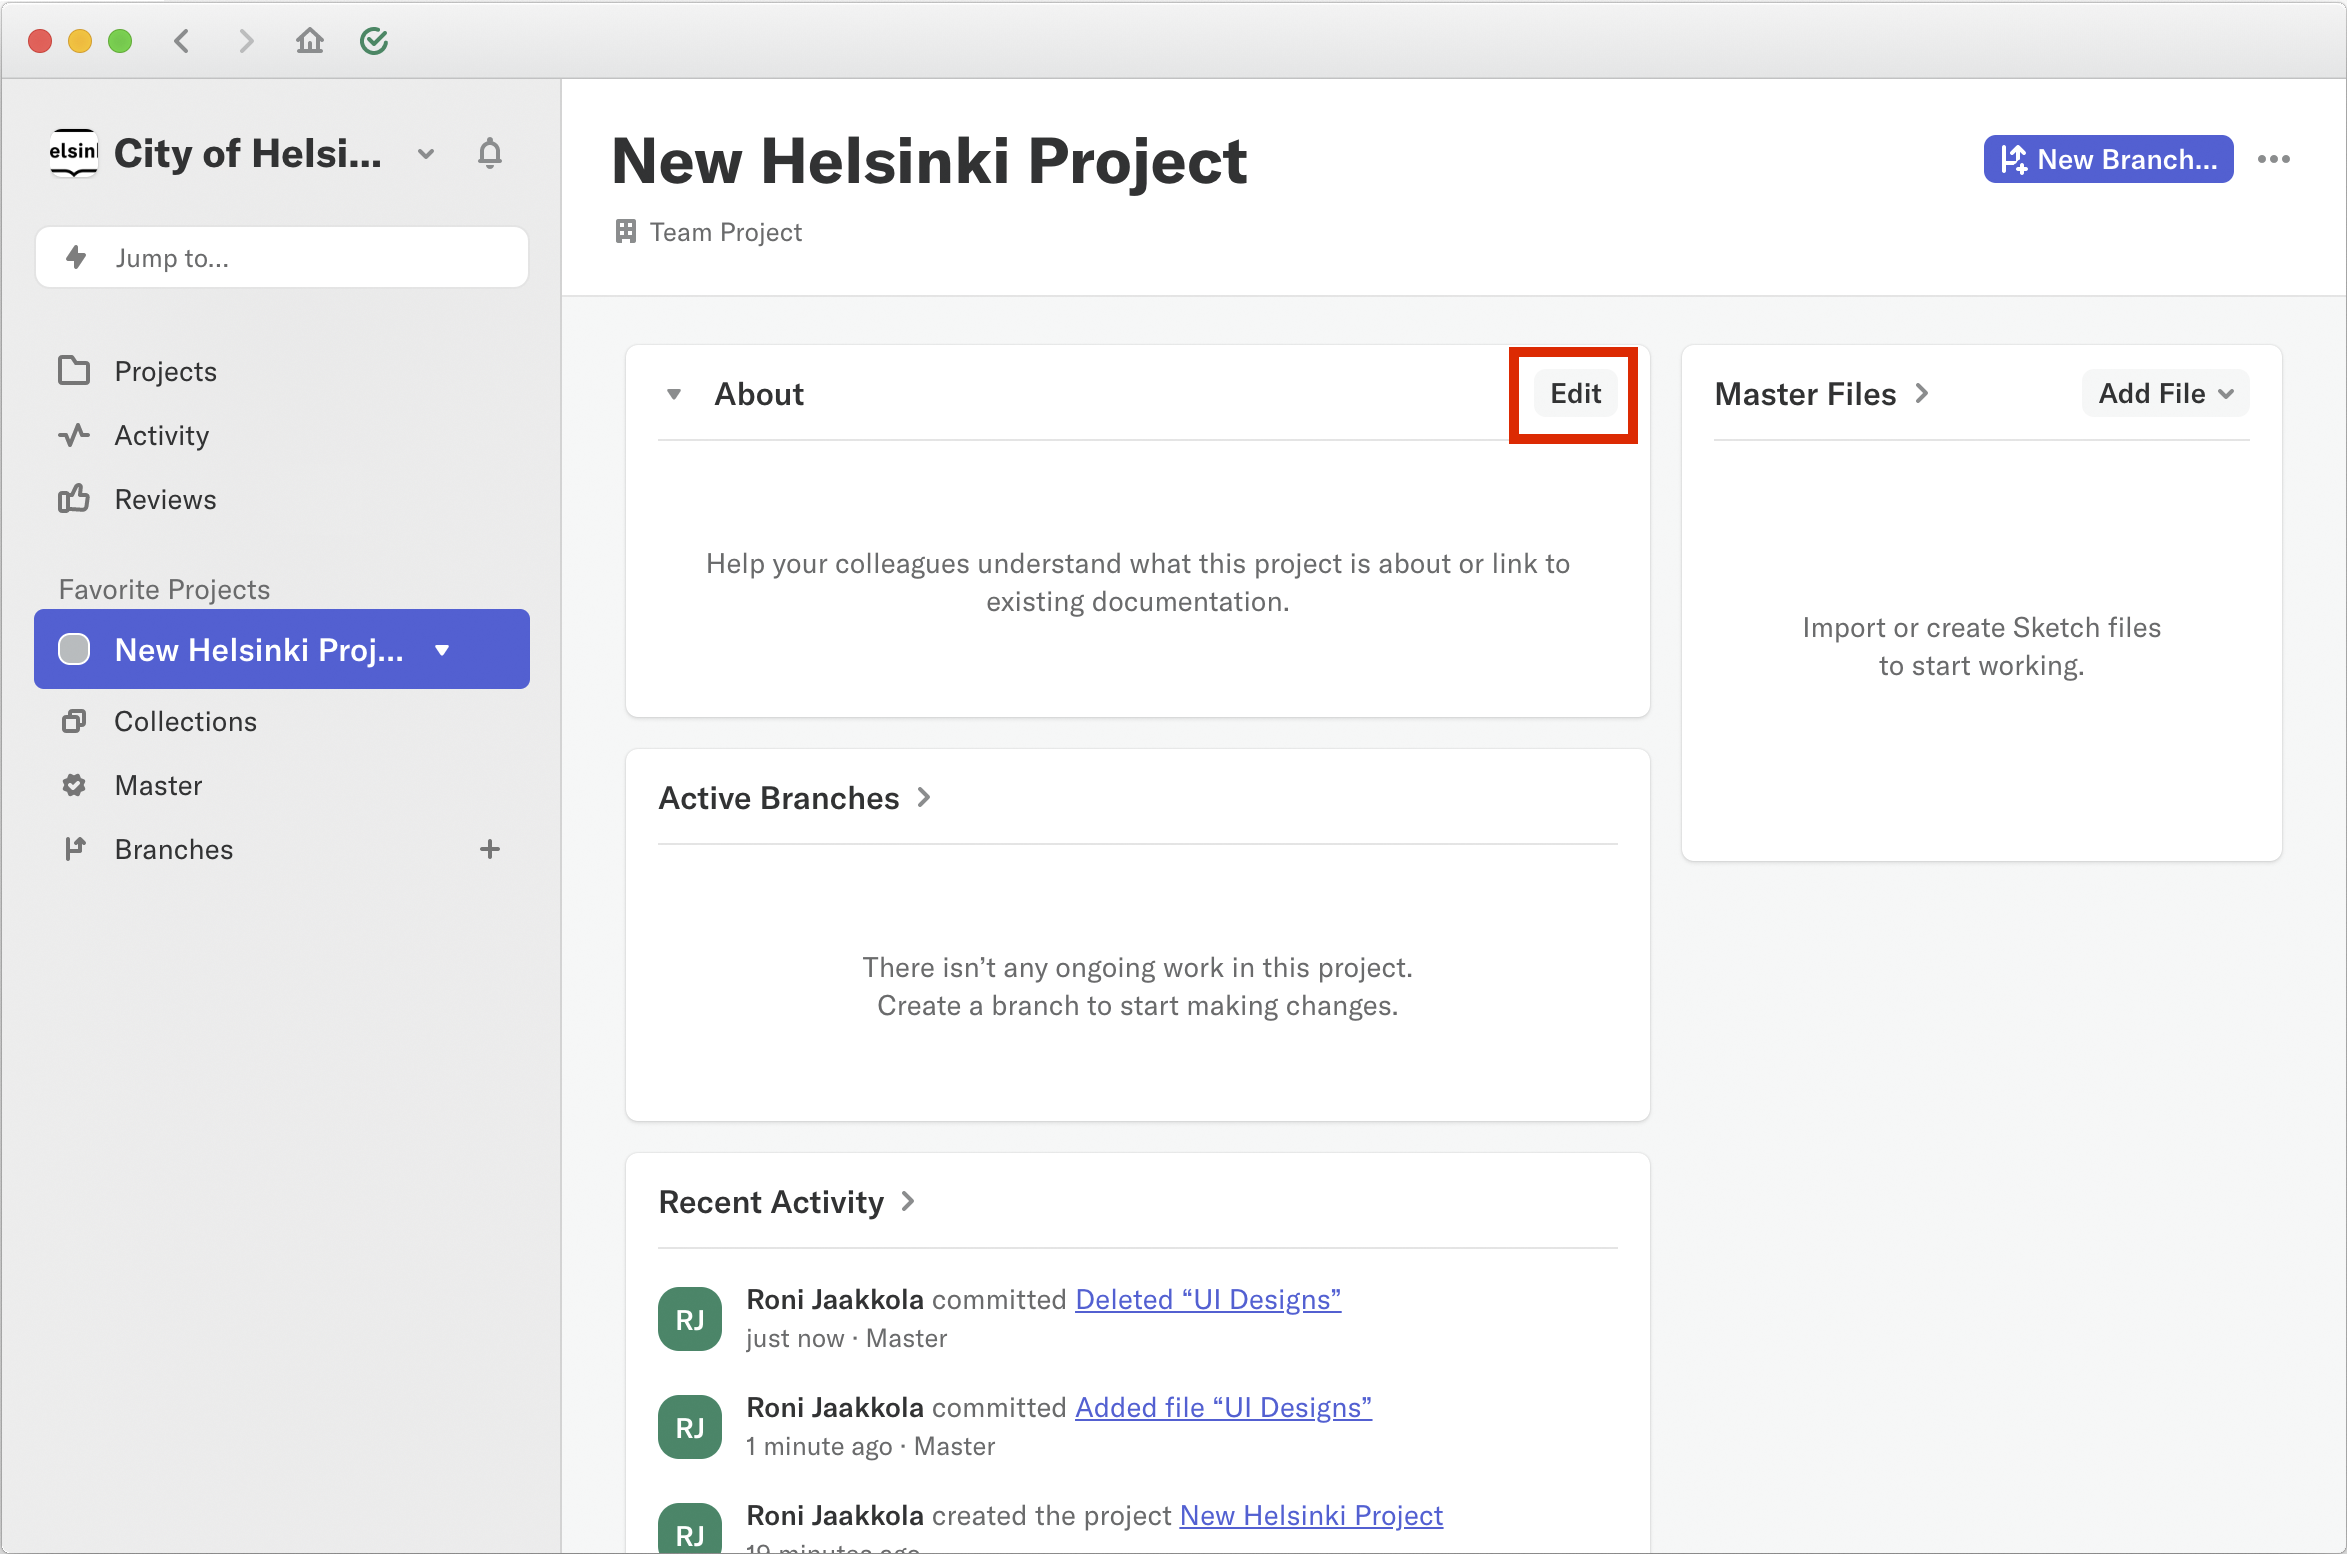 elsinl
City of Helsi...
Jump to...
Projects
Activity
Reviews
Favorite Projects
New Helsinki Proj...
Collections
Master
Branches
New Helsinki Project
Team Project
New Branch...
About
Edit
Help your colleagues understand what this project is about or link to
existing documentation.
Master Files
Add File
Import or create Sketch files
to start working.
Active Branches
There isn’t any ongoing work in this project.
Create a branch to start making changes.
Recent Activity
RJ
Roni Jaakkola committed Deleted “UI Designs”
just now · Master
RJ
Roni Jaakkola committed Added file “UI Designs”
1 minute ago · Master
RJ
Roni Jaakkola created the project New Helsinki Project
19 minutes ago